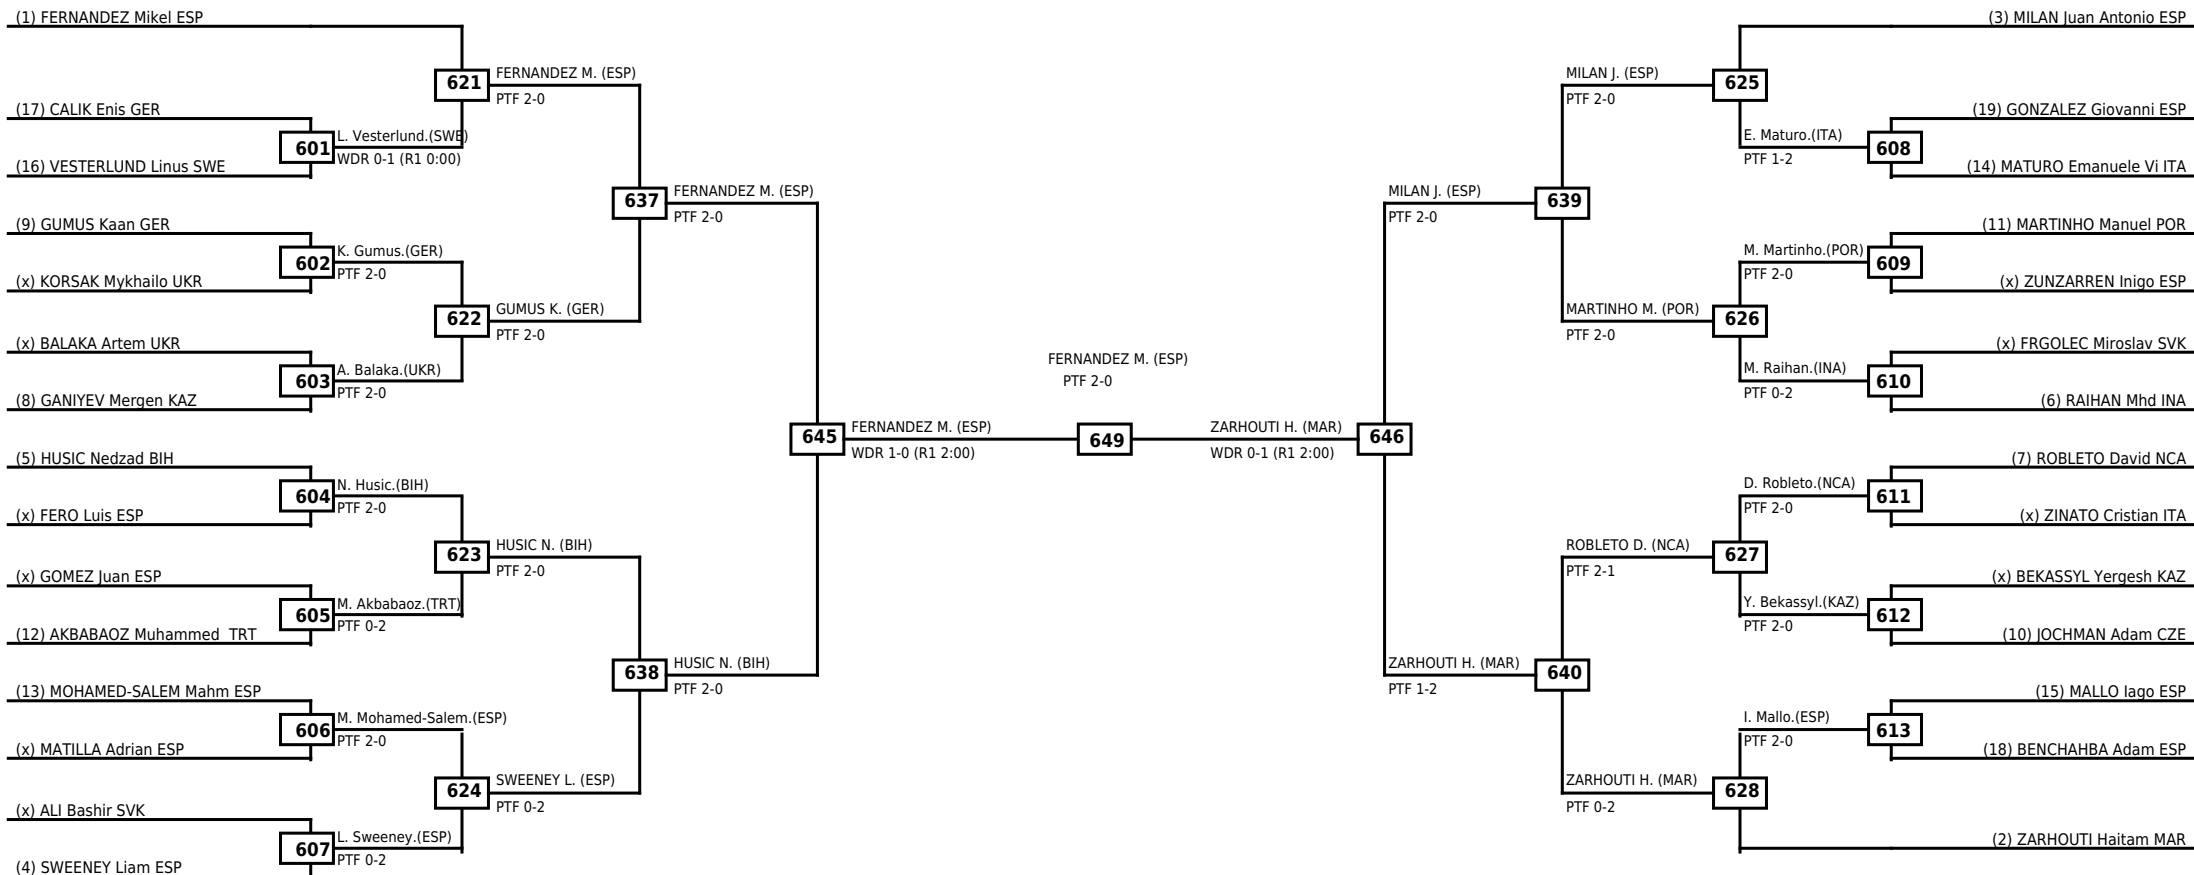 (1) FERNANDEZ Mikel ESP
(3) MILAN Juan Antonio ESP
621
FERNANDEZ M. (ESP)
PTF 2-0
MILAN J. (ESP)
PTF 2-0
625
(17) CALIK Enis GER
601
L. Vesterlund.(SWE)
WDR 0-1 (R1 0:00)
(16) VESTERLUND Linus SWE
(19) GONZALEZ Giovanni ESP
E. Maturo.(ITA)
PTF 1-2
608
(14) MATURO Emanuele Vi ITA
637
FERNANDEZ M. (ESP)
PTF 2-0
MILAN J. (ESP)
PTF 2-0
639
(9) GUMUS Kaan GER
602
K. Gumus.(GER)
PTF 2-0
(x) KORSAK Mykhailo UKR
(11) MARTINHO Manuel POR
M. Martinho.(POR)
PTF 2-0
609
(x) ZUNZARREN Inigo ESP
622
GUMUS K. (GER)
PTF 2-0
MARTINHO M. (POR)
PTF 2-0
626
(x) BALAKA Artem UKR
603
A. Balaka.(UKR)
PTF 2-0
(8) GANIYEV Mergen KAZ
FERNANDEZ M. (ESP)
PTF 2-0
(x) FRGOLEC Miroslav SVK
M. Raihan.(INA)
PTF 0-2
610
(6) RAIHAN Mhd INA
645
FERNANDEZ M. (ESP)
WDR 1-0 (R1 2:00)
649
ZARHOUTI H. (MAR)
WDR 0-1 (R1 2:00)
646
(5) HUSIC Nedzad BIH
604
N. Husic.(BIH)
PTF 2-0
(x) FERO Luis ESP
(7) ROBLETO David NCA
D. Robleto.(NCA)
PTF 2-0
611
(x) ZINATO Cristian ITA
623
HUSIC N. (BIH)
PTF 2-0
ROBLETO D. (NCA)
PTF 2-1
627
(x) GOMEZ Juan ESP
605
M. Akbabaoz.(TRT)
PTF 0-2
(12) AKBABAOZ Muhammed  TRT
(x) BEKASSYL Yergesh KAZ
Y. Bekassyl.(KAZ)
PTF 2-0
612
(10) JOCHMAN Adam CZE
638
HUSIC N. (BIH)
PTF 2-0
ZARHOUTI H. (MAR)
PTF 1-2
640
(13) MOHAMED-SALEM Mahm ESP
606
M. Mohamed-Salem.(ESP)
PTF 2-0
(x) MATILLA Adrian ESP
(15) MALLO Iago ESP
I. Mallo.(ESP)
PTF 2-0
613
(18) BENCHAHBA Adam ESP
624
SWEENEY L. (ESP)
PTF 0-2
ZARHOUTI H. (MAR)
PTF 0-2
628
(x) ALI Bashir SVK
607
L. Sweeney.(ESP)
PTF 0-2
(4) SWEENEY Liam ESP
(2) ZARHOUTI Haitam MAR